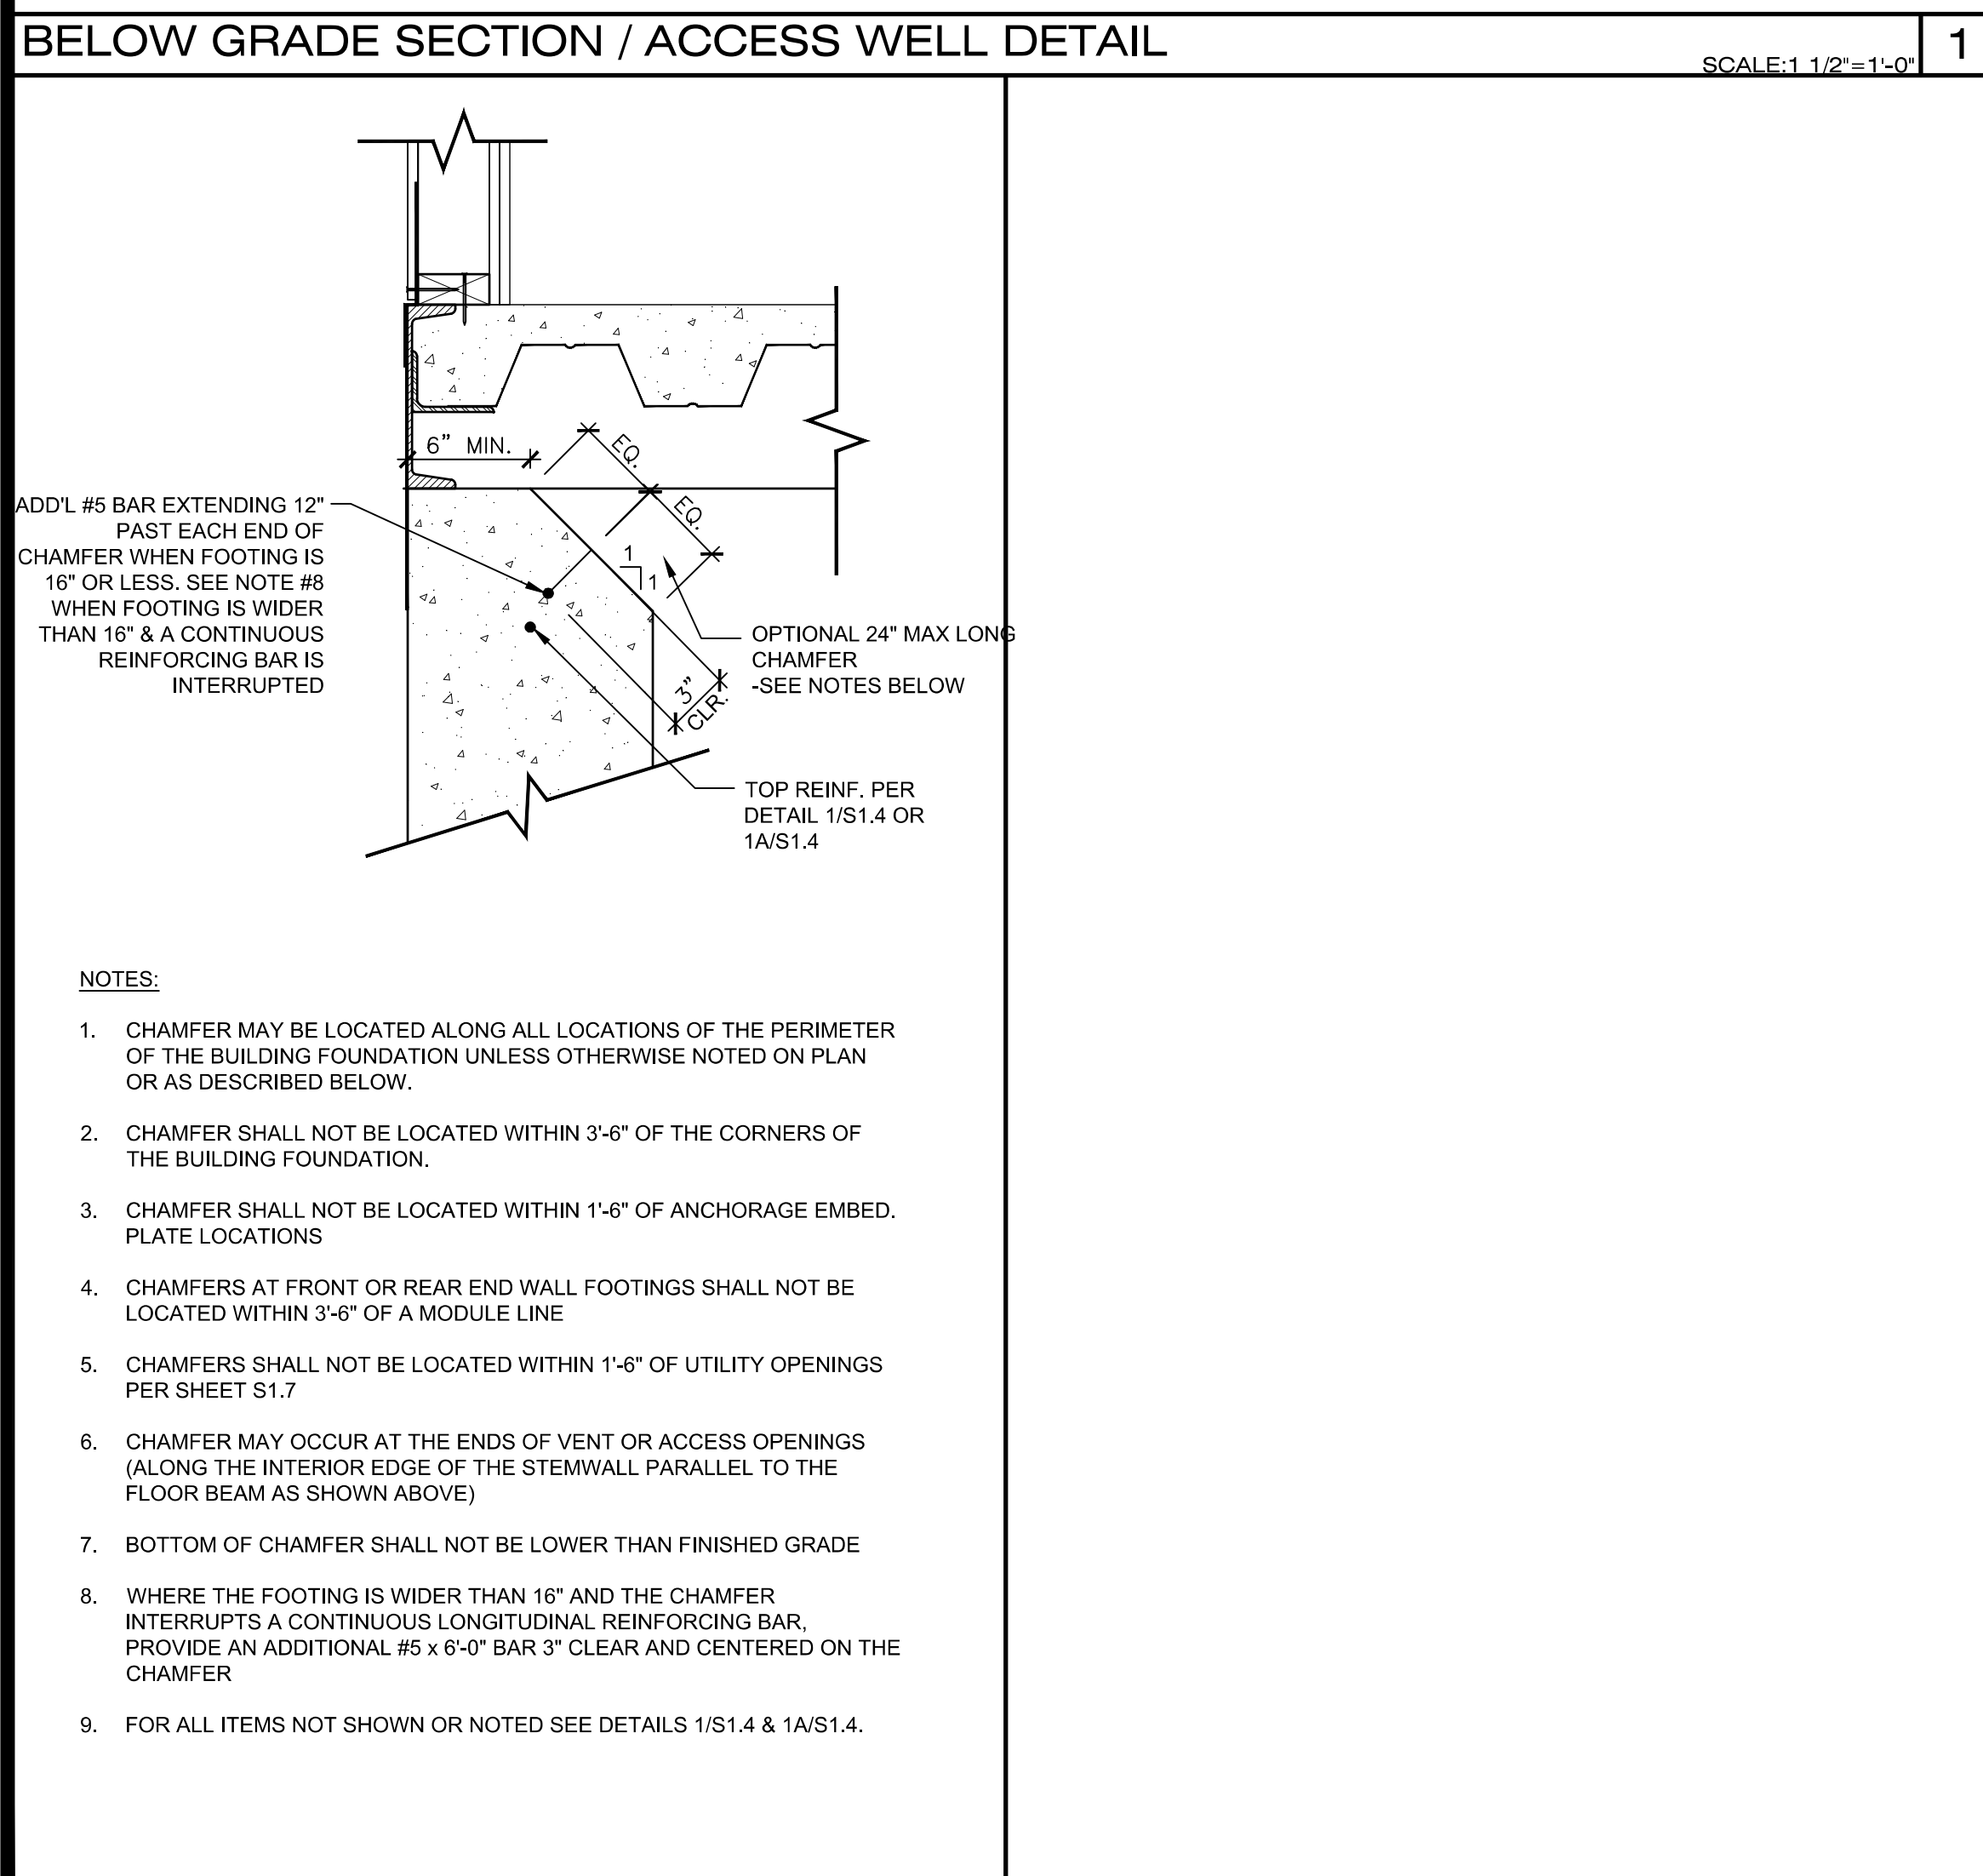 BELOW GRADE SECTION / ACCESS WELL DETAIL
SCALE:1 1/2"=1'-0"
1
6” MIN.
EQ.
EQ.
1
1
ADD'L #5 BAR EXTENDING 12"
PAST EACH END OF
CHAMFER WHEN FOOTING IS
16" OR LESS. SEE NOTE #8
WHEN FOOTING IS WIDER
THAN 16" & A CONTINUOUS
REINFORCING BAR IS
INTERRUPTED
OPTIONAL 24" MAX LONG
CHAMFER
-SEE NOTES BELOW
3”
CLR.
TOP REINF. PER
DETAIL 1/S1.4 OR
1A/S1.4
NOTES:
1. CHAMFER MAY BE LOCATED ALONG ALL LOCATIONS OF THE PERIMETER
OF THE BUILDING FOUNDATION UNLESS OTHERWISE NOTED ON PLAN
OR AS DESCRIBED BELOW.
2. CHAMFER SHALL NOT BE LOCATED WITHIN 3'-6" OF THE CORNERS OF
THE BUILDING FOUNDATION.
3. CHAMFER SHALL NOT BE LOCATED WITHIN 1'-6" OF ANCHORAGE EMBED.
PLATE LOCATIONS
4. CHAMFERS AT FRONT OR REAR END WALL FOOTINGS SHALL NOT BE
LOCATED WITHIN 3'-6" OF A MODULE LINE
5. CHAMFERS SHALL NOT BE LOCATED WITHIN 1'-6" OF UTILITY OPENINGS
PER SHEET S1.7
6. CHAMFER MAY OCCUR AT THE ENDS OF VENT OR ACCESS OPENINGS
(ALONG THE INTERIOR EDGE OF THE STEMWALL PARALLEL TO THE
FLOOR BEAM AS SHOWN ABOVE)
7. BOTTOM OF CHAMFER SHALL NOT BE LOWER THAN FINISHED GRADE
8. WHERE THE FOOTING IS WIDER THAN 16" AND THE CHAMFER
INTERRUPTS A CONTINUOUS LONGITUDINAL REINFORCING BAR,
PROVIDE AN ADDITIONAL #5 x 6'-0" BAR 3" CLEAR AND CENTERED ON THE
CHAMFER
9. FOR ALL ITEMS NOT SHOWN OR NOTED SEE DETAILS 1/S1.4 & 1A/S1.4.